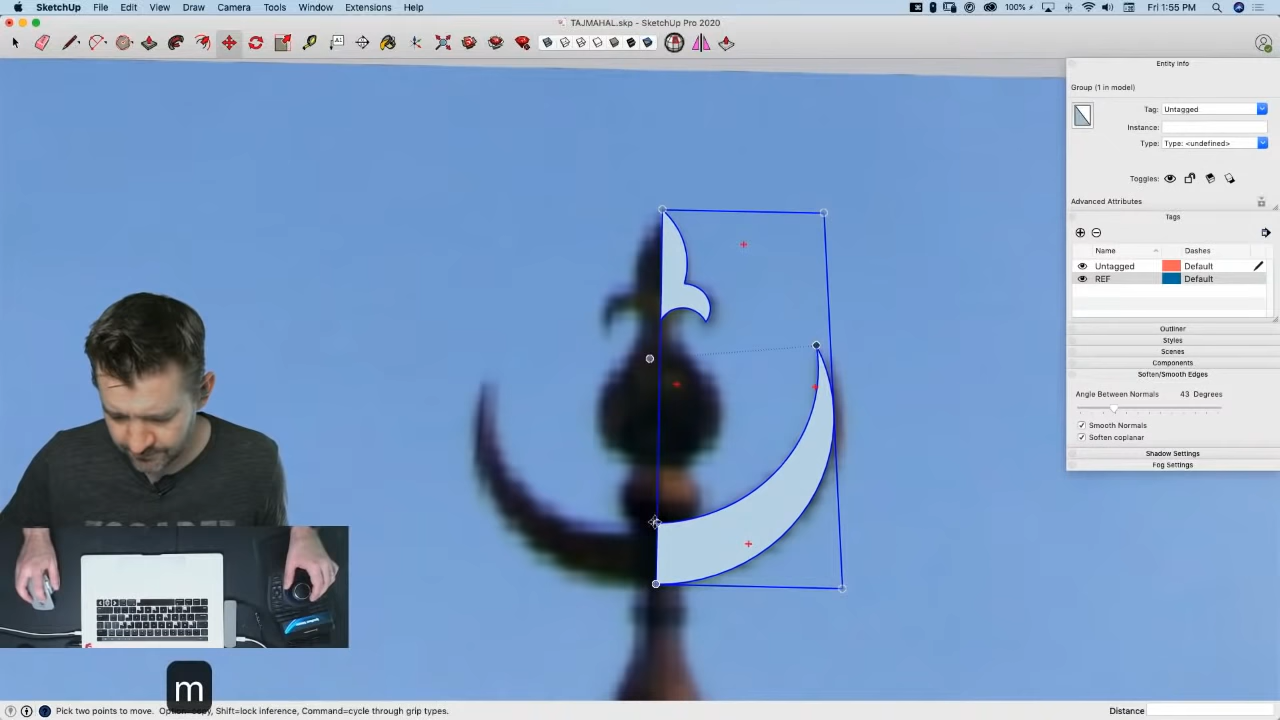 SketchUp File Edit View Draw Camera Tools Window Extensions Help
100% Fri 1:55 PM
TAJMAHAL.skp - SketchUp Pro 2020
Entity Info
Group (1 in model)
Tag: Untagged
Instance:
Type: Type: <undefined>
Toggles:
Advanced Attributes
Tags
Name Dashes
Untagged Default
REF Default
Outliner
Styles
Scenes
Components
Soften/Smooth Edges
Angle Between Normals 43 Degrees
Smooth Normals
Soften coplanar
Shadow Settings
Fog Settings
m
Pick two points to move. Option=copy, Shift=lock inference, Command=cycle through grip types.
Distance